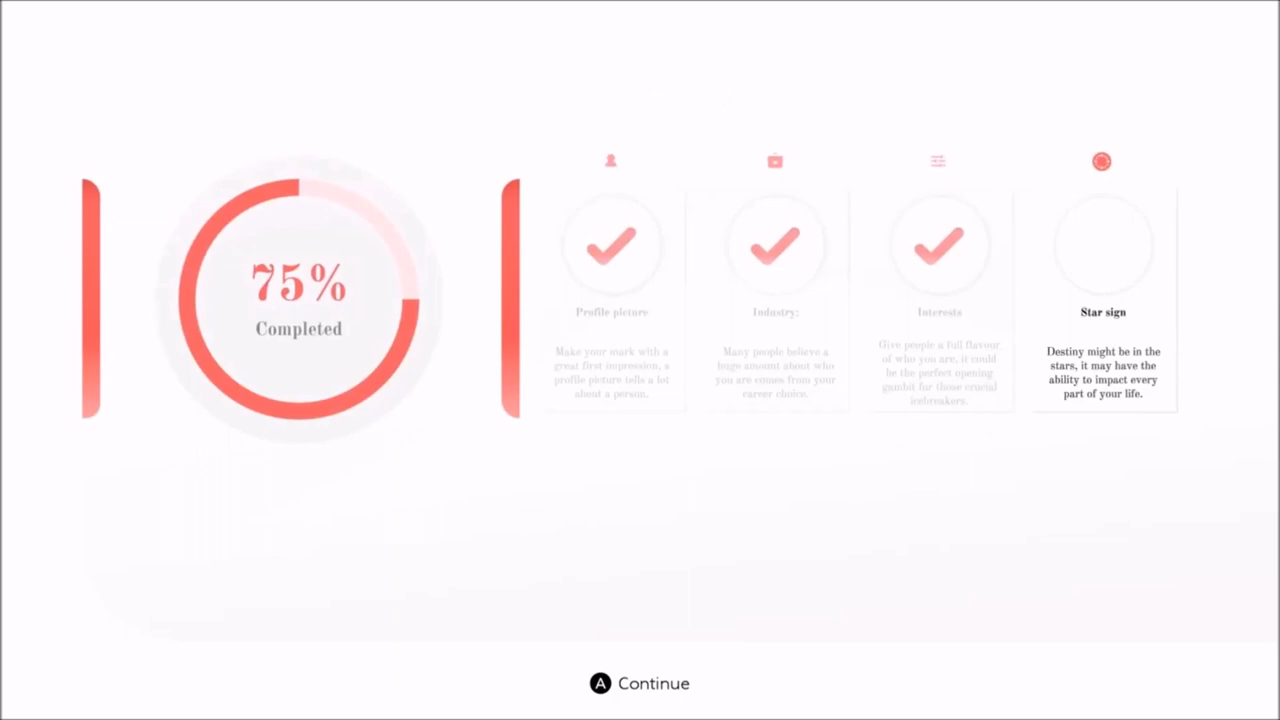 75%
Completed
Profile picture
Make your mark with a
great first impression, a
profile picture tells a lot
about a person.
Industry:
Many people believe a
huge amount about who
you are comes from your
career choice.
Interests
Give people a full flavour
of who you are, it could
be the perfect opening
gambit for those crucial
icebreakers.
Star sign
Destiny might be in the
stars, it may have the
ability to impact every
part of your life.
A Continue